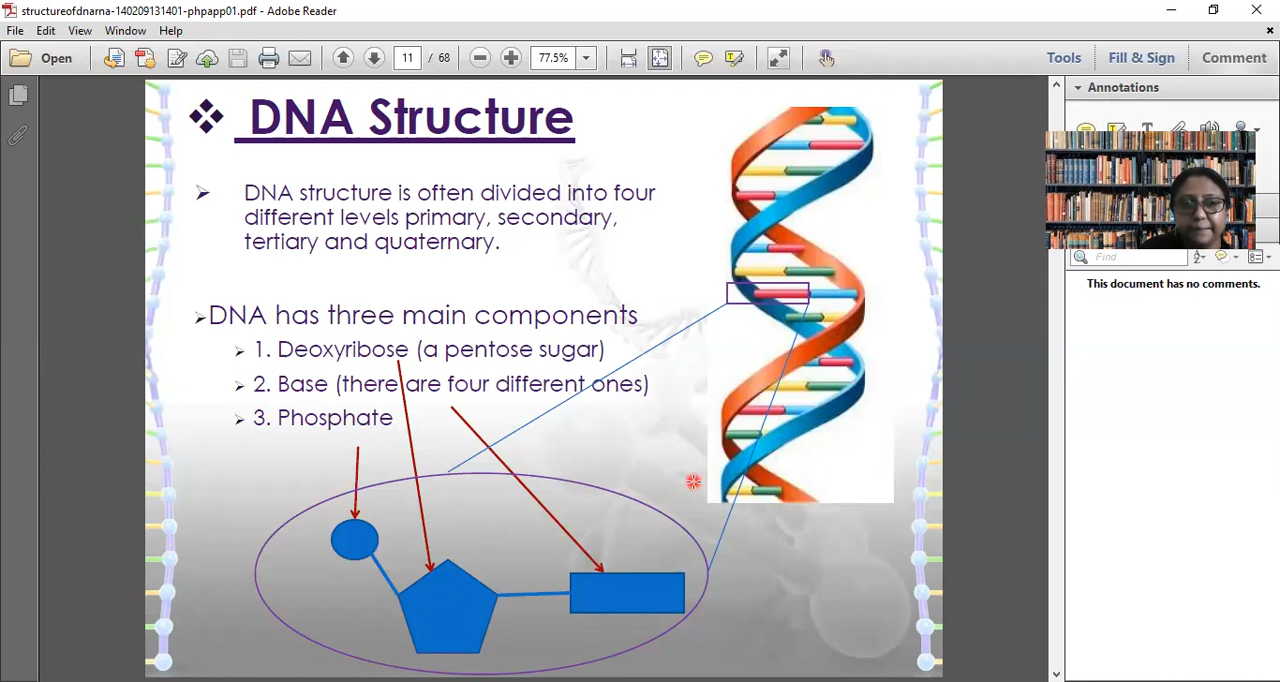 structureofdnarna-140209131401-phpapp01.pdf - Adobe Reader
File Edit View Window Help
Open 11 / 68 77.5% Tools Fill & Sign Comment
Annotations
DNA Structure
DNA structure is often divided into four
different levels primary, secondary,
tertiary and quaternary.
DNA has three main components
1. Deoxyribose (a pentose sugar)
2. Base (there are four different ones)
3. Phosphate
Find
This document has no comments.